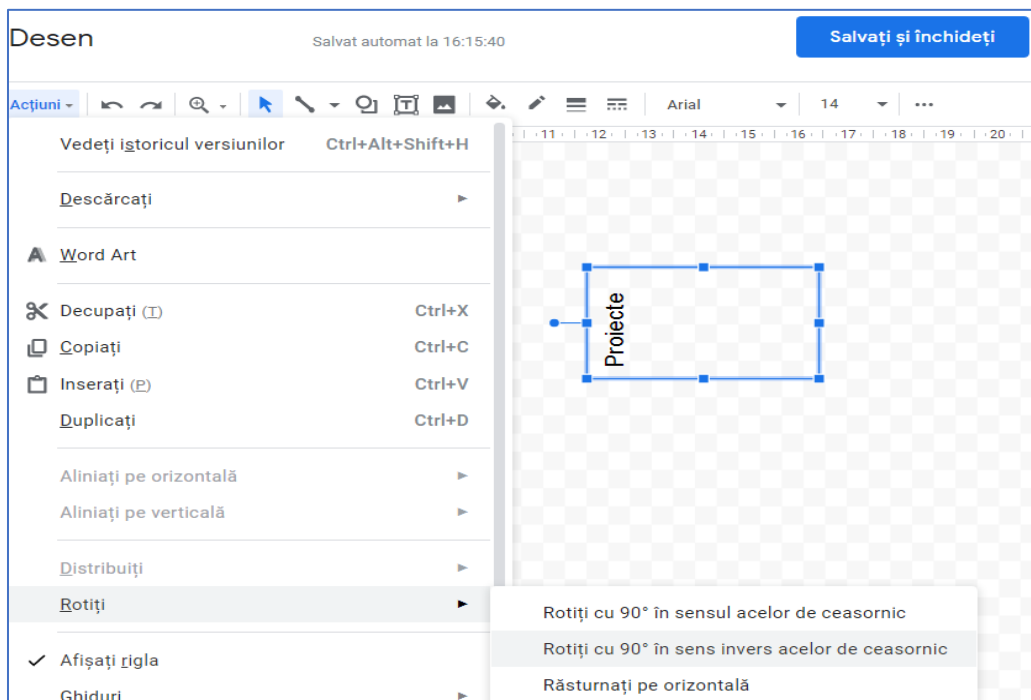 Desen
Salvat automat la 16:15:40
Salvați și închideți
Acțiuni
Arial
14
11 12 13 14 15 16 17 18 19 20
Vedeți istoricul versiunilor Ctrl+Alt+Shift+H
Descărcați
A Word Art
Decupați (T) Ctrl+X
Copiați Ctrl+C
Inserați (P) Ctrl+V
Duplicați Ctrl+D
Aliniați pe orizontală
Aliniați pe verticală
Distribuiți
Rotiți
Afișați rigla
Ghiduri
Proiecte
Rotiți cu 90° în sensul acelor de ceasornic
Rotiți cu 90° în sens invers acelor de ceasornic
Răsturnați pe orizontală